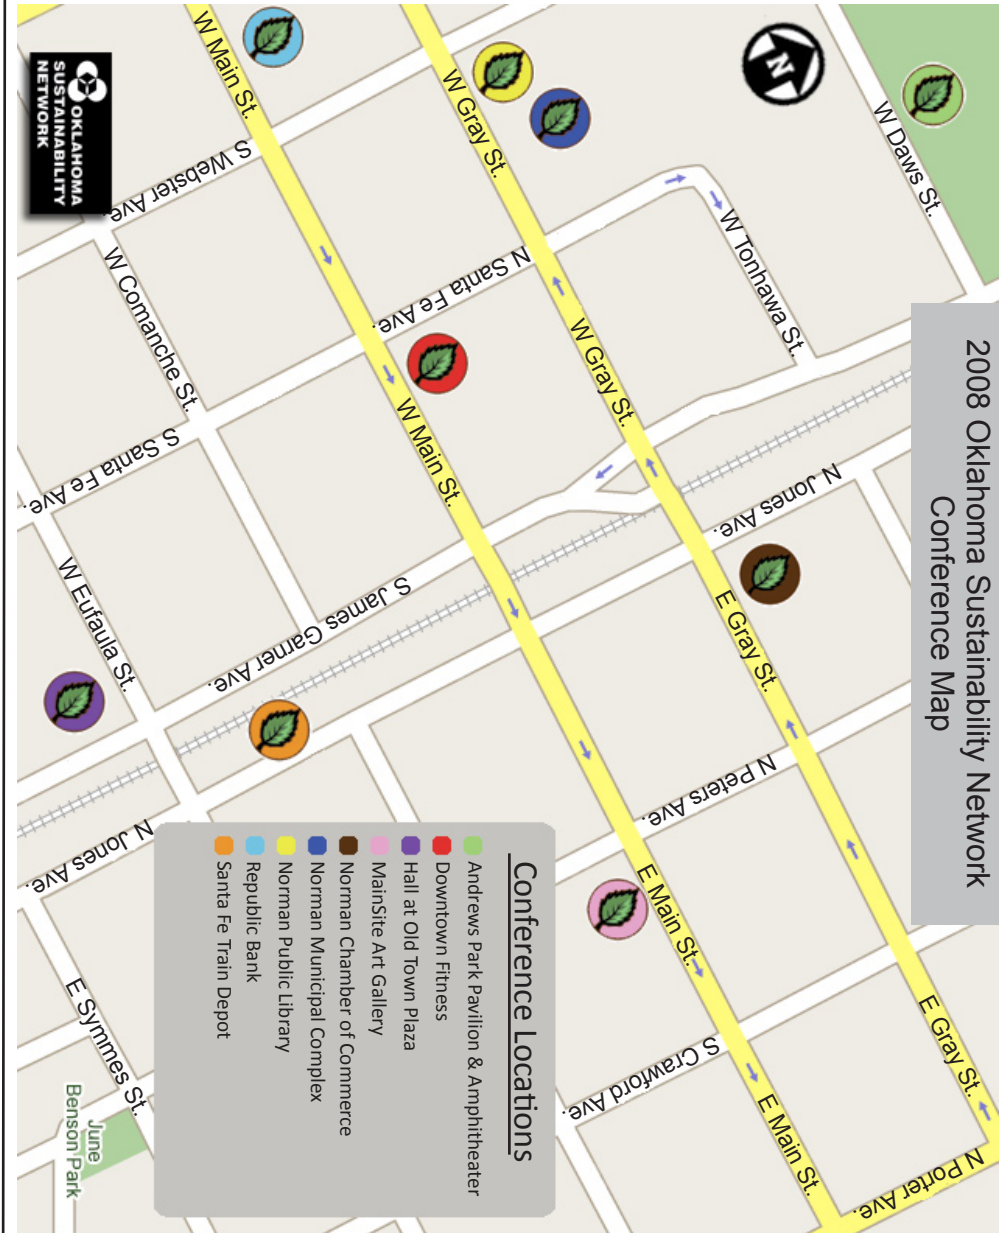 2008 Oklahoma Sustainability Network
Conference Map
N
W Daws St.
W Tonhawa St.
W Gray St.
W Gray St.
E Gray St.
E Gray St.
W Main St.
W Main St.
E Main St.
E Main St.
W Comanche St.
W Eufaula St.
E Symmes St.
S Webster Ave.
N Santa Fe Ave.
S Santa Fe Ave.
S James Garner Ave.
N Jones Ave.
N Jones Ave.
N Peters Ave.
S Crawford Ave.
N Porter Ave.
June
Benson Park
OKLAHOMA
SUSTAINABILITY
NETWORK
Conference Locations
Andrews Park Pavilion & Amphitheater
Downtown Fitness
Hall at Old Town Plaza
MainSite Art Gallery
Norman Chamber of Commerce
Norman Municipal Complex
Norman Public Library
Republic Bank
Santa Fe Train Depot